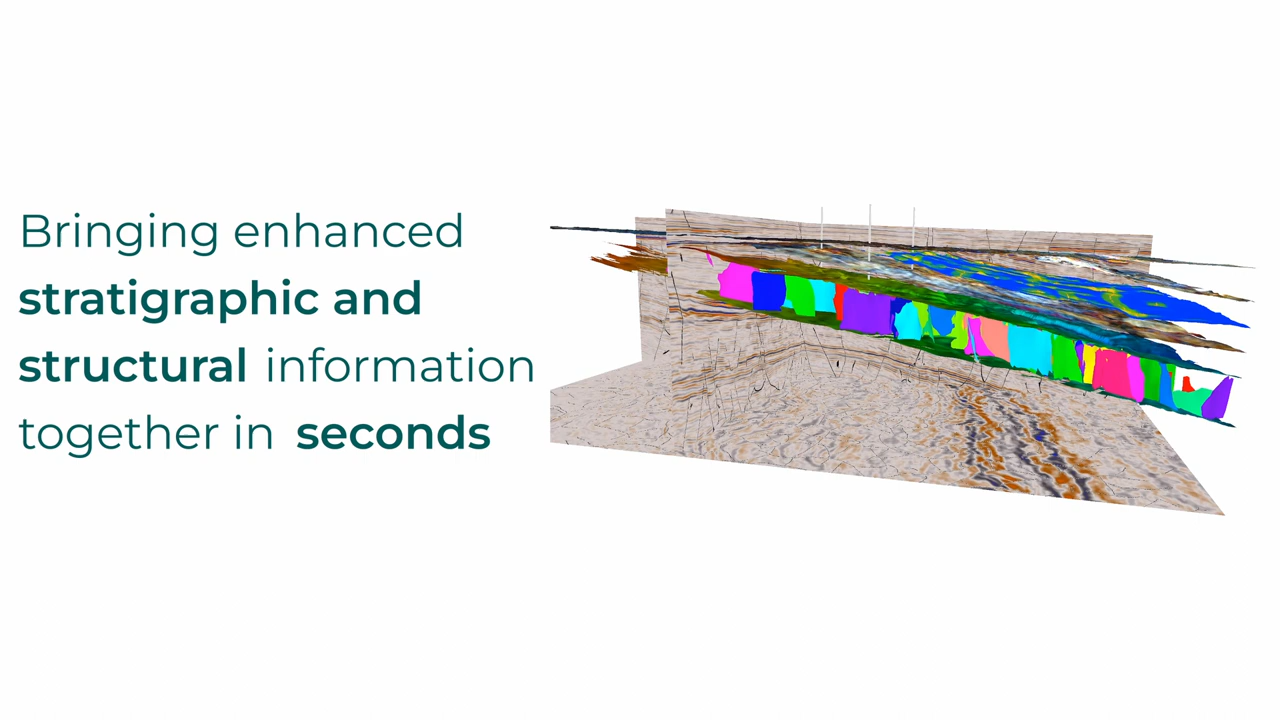 Bringing enhanced
stratigraphic and
structural information
together in seconds